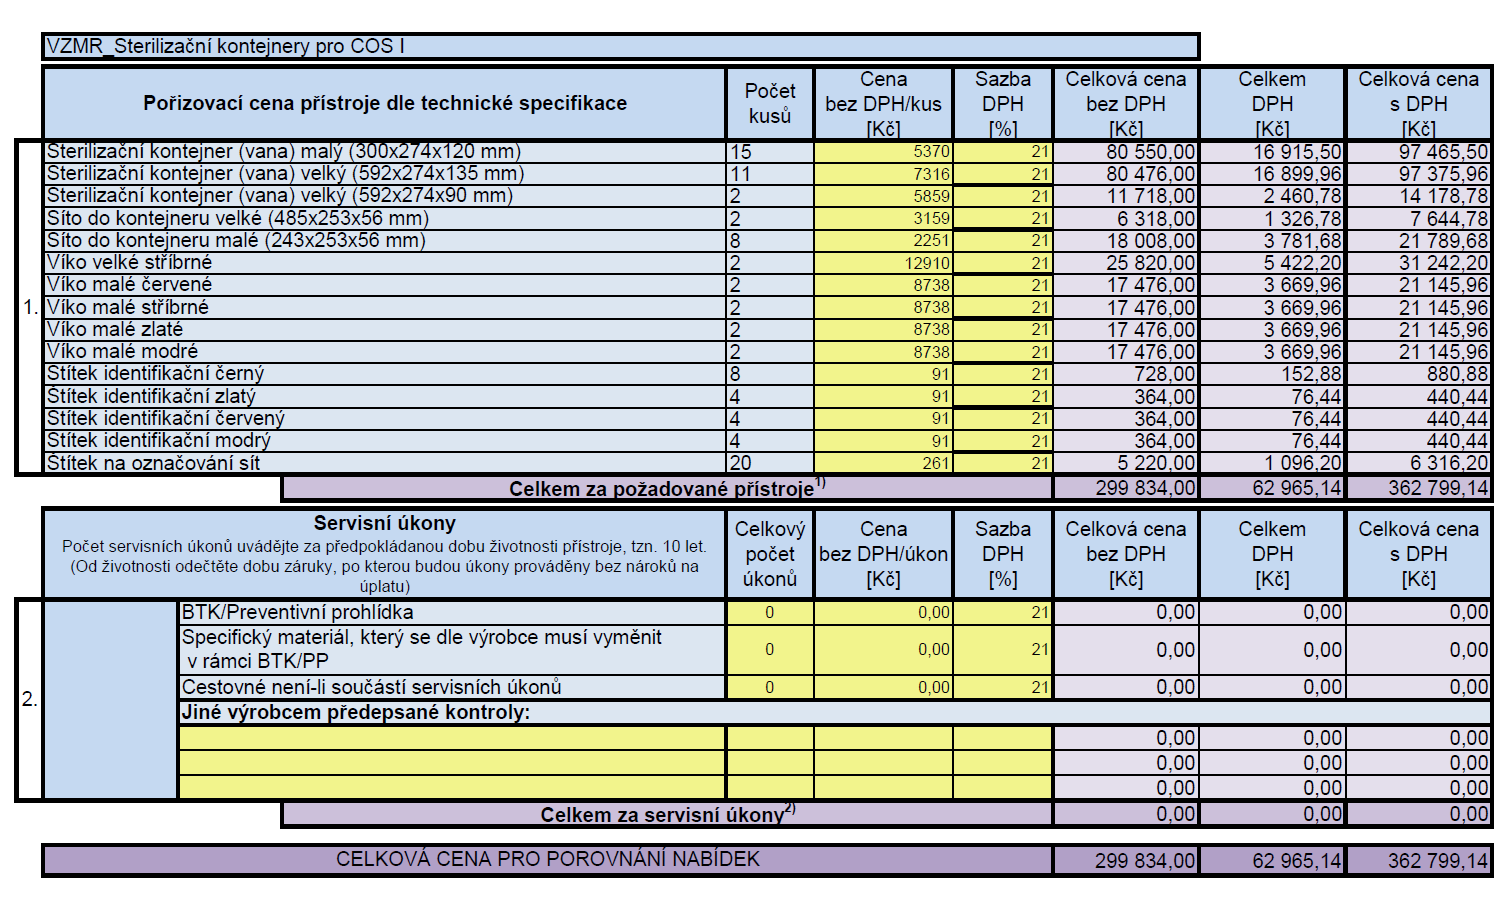 VZMR_Sterilizační kontejnery pro COS I
Pořizovací cena přístroje dle technické specifikace
Počet
kusů
Cena
bez DPH/kus
[Kč]
Sazba
DPH
[%]
Celková cena
bez DPH
[Kč]
Celkem
DPH
[Kč]
Celková cena
s DPH
[Kč]
1.
Sterilizační kontejner (vana) malý (300x274x120 mm) 15 5370 21 80 550,00 16 915,50 97 465,50
Sterilizační kontejner (vana) velký (592x274x135 mm) 11 7316 21 80 476,00 16 899,96 97 375,96
Sterilizační kontejner (vana) velký (592x274x90 mm) 2 5859 21 11 718,00 2 460,78 14 178,78
Síto do kontejneru velké (485x253x56 mm) 2 3159 21 6 318,00 1 326,78 7 644,78
Síto do kontejneru malé (243x253x56 mm) 8 2251 21 18 008,00 3 781,68 21 789,68
Víko velké stříbrné 2 12910 21 25 820,00 5 422,20 31 242,20
Víko malé červené 2 8738 21 17 476,00 3 669,96 21 145,96
Víko malé stříbrné 2 8738 21 17 476,00 3 669,96 21 145,96
Víko malé zlaté 2 8738 21 17 476,00 3 669,96 21 145,96
Víko malé modré 2 8738 21 17 476,00 3 669,96 21 145,96
Štítek identifikační černý 8 91 21 728,00 152,88 880,88
Štítek identifikační zlatý 4 91 21 364,00 76,44 440,44
Štítek identifikační červený 4 91 21 364,00 76,44 440,44
Štítek identifikační modrý 4 91 21 364,00 76,44 440,44
Štítek na označování sít 20 261 21 5 220,00 1 096,20 6 316,20
Celkem za požadované přístroje1) 299 834,00 62 965,14 362 799,14
Servisní úkony
Počet servisních úkonů uvádějte za předpokládanou dobu životnosti přístroje, tzn. 10 let.
(Od životnosti odečtěte dobu záruky, po kterou budou úkony prováděny bez nároků na
úplatu)
Celkový
počet
úkonů
Cena
bez DPH/úkon
[Kč]
Sazba
DPH
[%]
Celková cena
bez DPH
[Kč]
Celkem
DPH
[Kč]
Celková cena
s DPH
[Kč]
2.
BTK/Preventivní prohlídka 0 0,00 21 0,00 0,00 0,00
Specifický materiál, který se dle výrobce musí vyměnit
v rámci BTK/PP 0 0,00 21 0,00 0,00 0,00
Cestovné není-li součástí servisních úkonů 0 0,00 21 0,00 0,00 0,00
Jiné výrobcem předepsané kontroly:
0,00 0,00 0,00
0,00 0,00 0,00
0,00 0,00 0,00
Celkem za servisní úkony2) 0,00 0,00 0,00
CELKOVÁ CENA PRO POROVNÁNÍ NABÍDEK 299 834,00 62 965,14 362 799,14